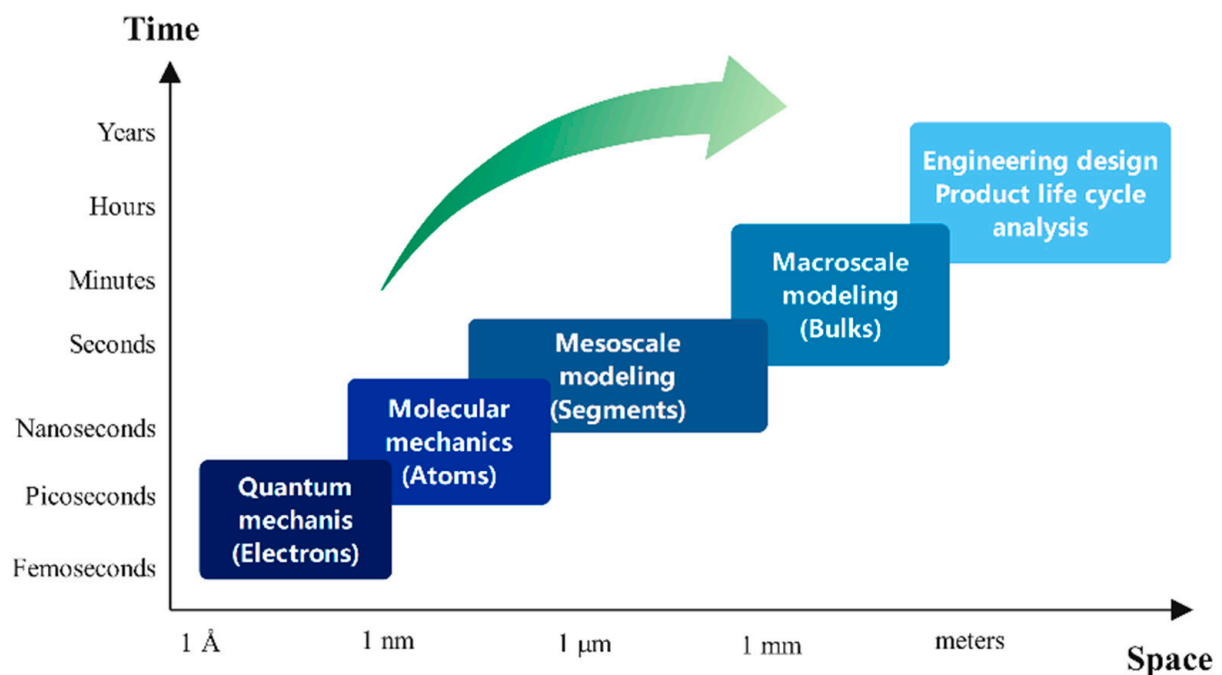 Time
Years
Hours
Minutes
Seconds
Nanoseconds
Picoseconds
Femoseconds
Engineering design
Product life cycle
analysis
Macroscale
modeling
(Bulks)
Mesoscale
modeling
(Segments)
Molecular
mechanics
(Atoms)
Quantum
mechanis
(Electrons)
1 Å
1 nm
1 μm
1 mm
meters
Space